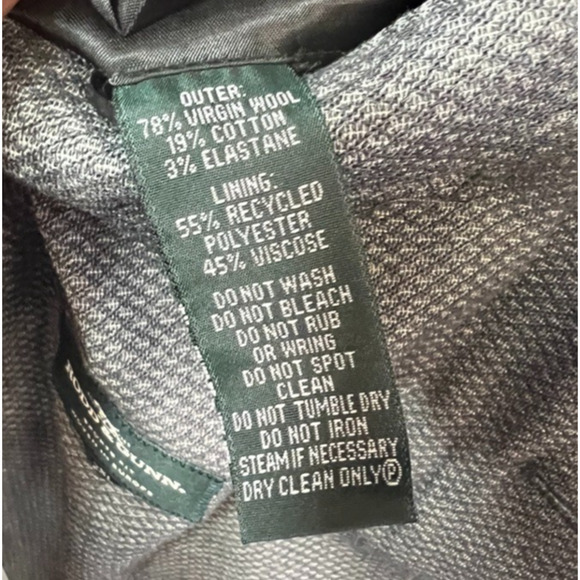 OUTER:
78% VIRGIN WOOL
19% COTTON
3% ELASTANE
LINING:
55% RECYCLED
POLYESTER
45% VISCOSE
DO NOT WASH
DO NOT BLEACH
DO NOT RUB
OR WRING
DO NOT SPOT
CLEAN
DO NOT TUMBLE DRY
DO NOT IRON
STEAM IF NECESSARY
DRY CLEAN ONLY Ⓟ